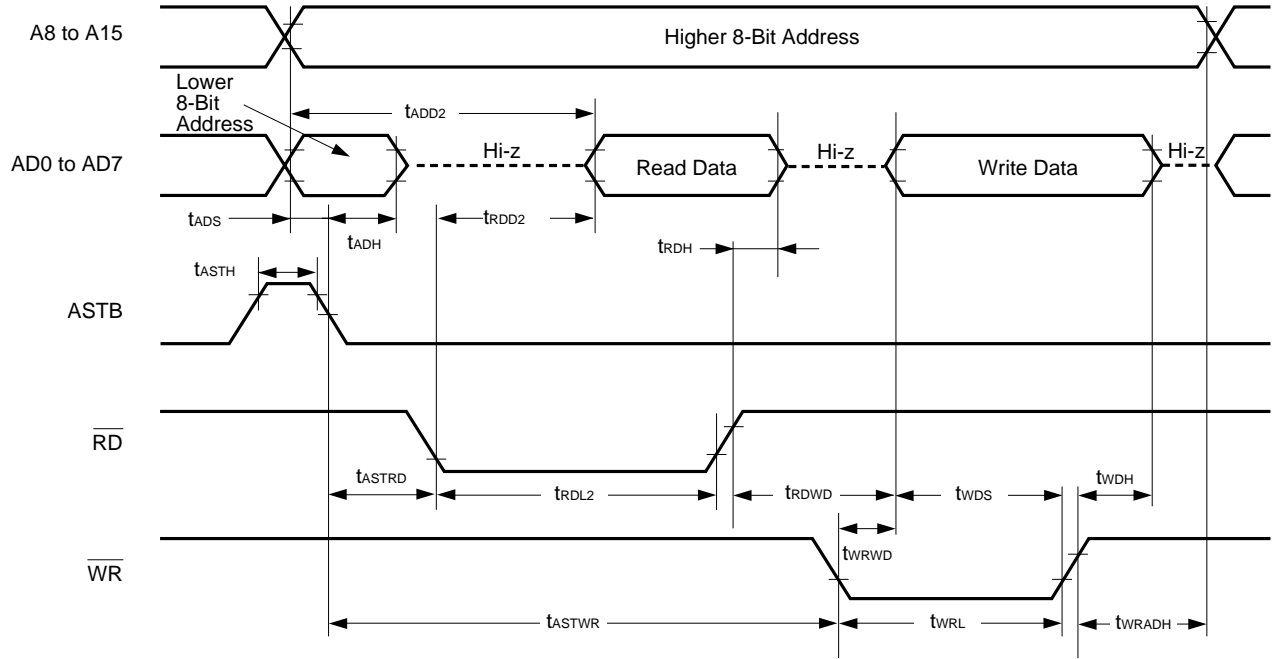 A8 to A15
Higher 8-Bit Address
Lower
8-Bit
Address
tADD2
AD0 to AD7
Hi-z
Read Data
Hi-z
Write Data
Hi-z
tADS
tADH
tRDD2
tRDH
tASTH
ASTB
RD
tASTRD
tRDL2
tRDWD
tWDS
tWDH
tWRWD
WR
tASTWR
tWRL
tWRADH